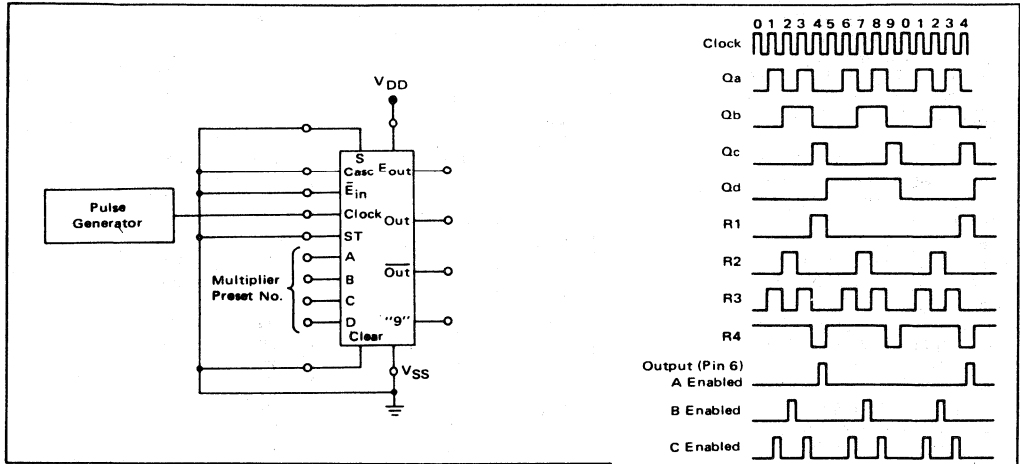 V DD
S
Casc
E out
Ē in
Clock
Out
ST
A
B
Out
C
D
"9"
Clear
VSS
Pulse
Generator
Multiplier
Preset No.
0 1 2 3 4 5 6 7 8 9 0 1 2 3 4
Clock
Qa
Qb
Qc
Qd
R1
R2
R3
R4
Output (Pin 6)
A Enabled
B Enabled
C Enabled